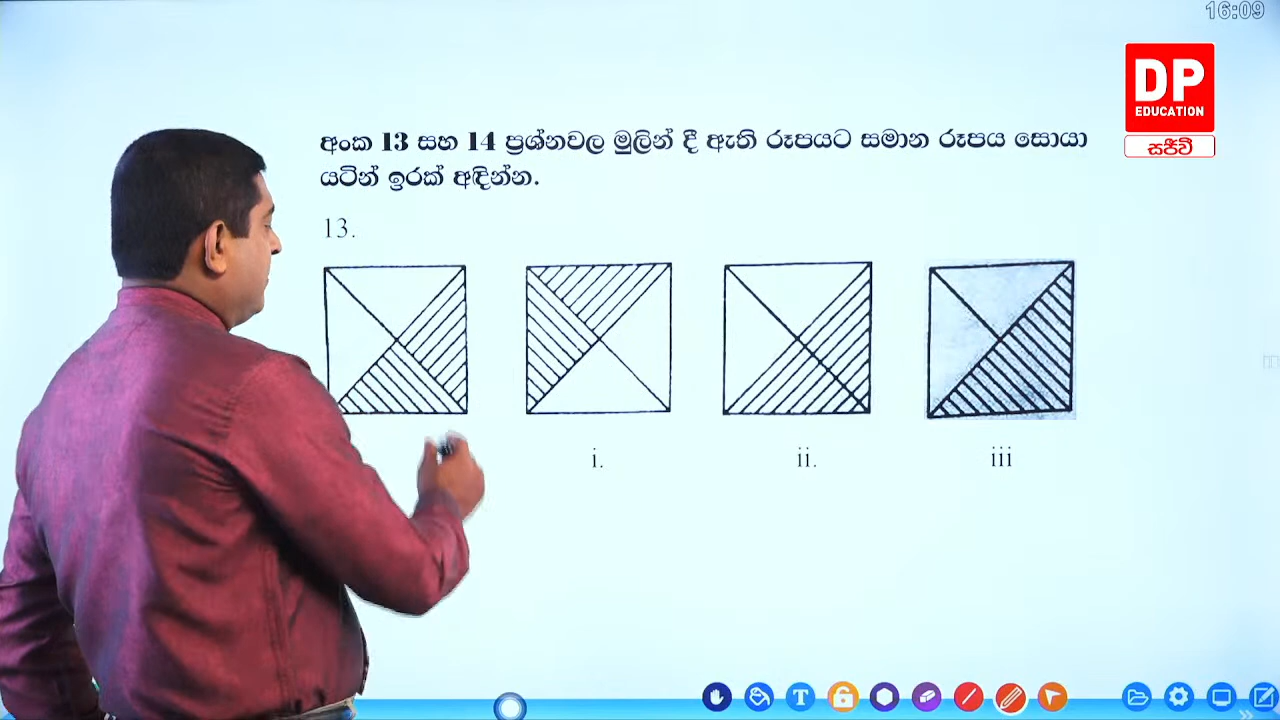 16:09
DP
EDUCATION
සජීවී
අංක 13 සහ 14 ප්‍රශ්නවල මුලින් දී ඇති රූපයට සමාන රූපය සොයා
යටින් ඉරක් අඳින්න.
13.
i. ii. iii
T